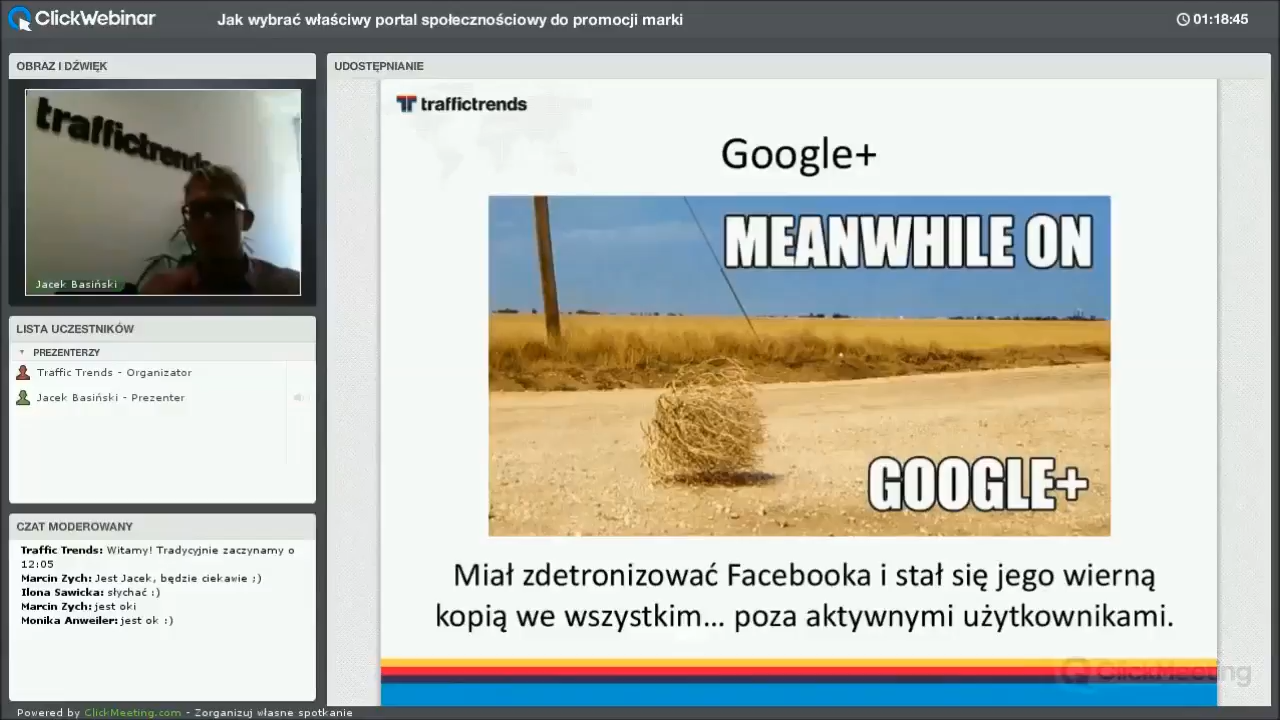 ClickWebinar
Jak wybrać właściwy portal społecznościowy do promocji marki
01:18:45
OBRAZ I DŹWIĘK
traffictrends
Jacek Basiński
LISTA UCZESTNIKÓW
PREZENTERZY
Traffic Trends - Organizator
Jacek Basiński - Prezenter
CZAT MODEROWANY
Traffic Trends: Witamy! Tradycyjnie zaczynamy o
12:05
Marcin Zych: Jest Jacek, będzie ciekawie ;)
Ilona Sawicka: słychać :)
Marcin Zych: jest oki
Monika Anweiler: jest ok :)
UDOSTĘPNIANIE
traffictrends
Google+
MEANWHILE ON
GOOGLE+
Miał zdetronizować Facebooka i stał się jego wierną
kopią we wszystkim... poza aktywnymi użytkownikami.
ClickMeeting
Powered by ClickMeeting.com - Zorganizuj własne spotkanie